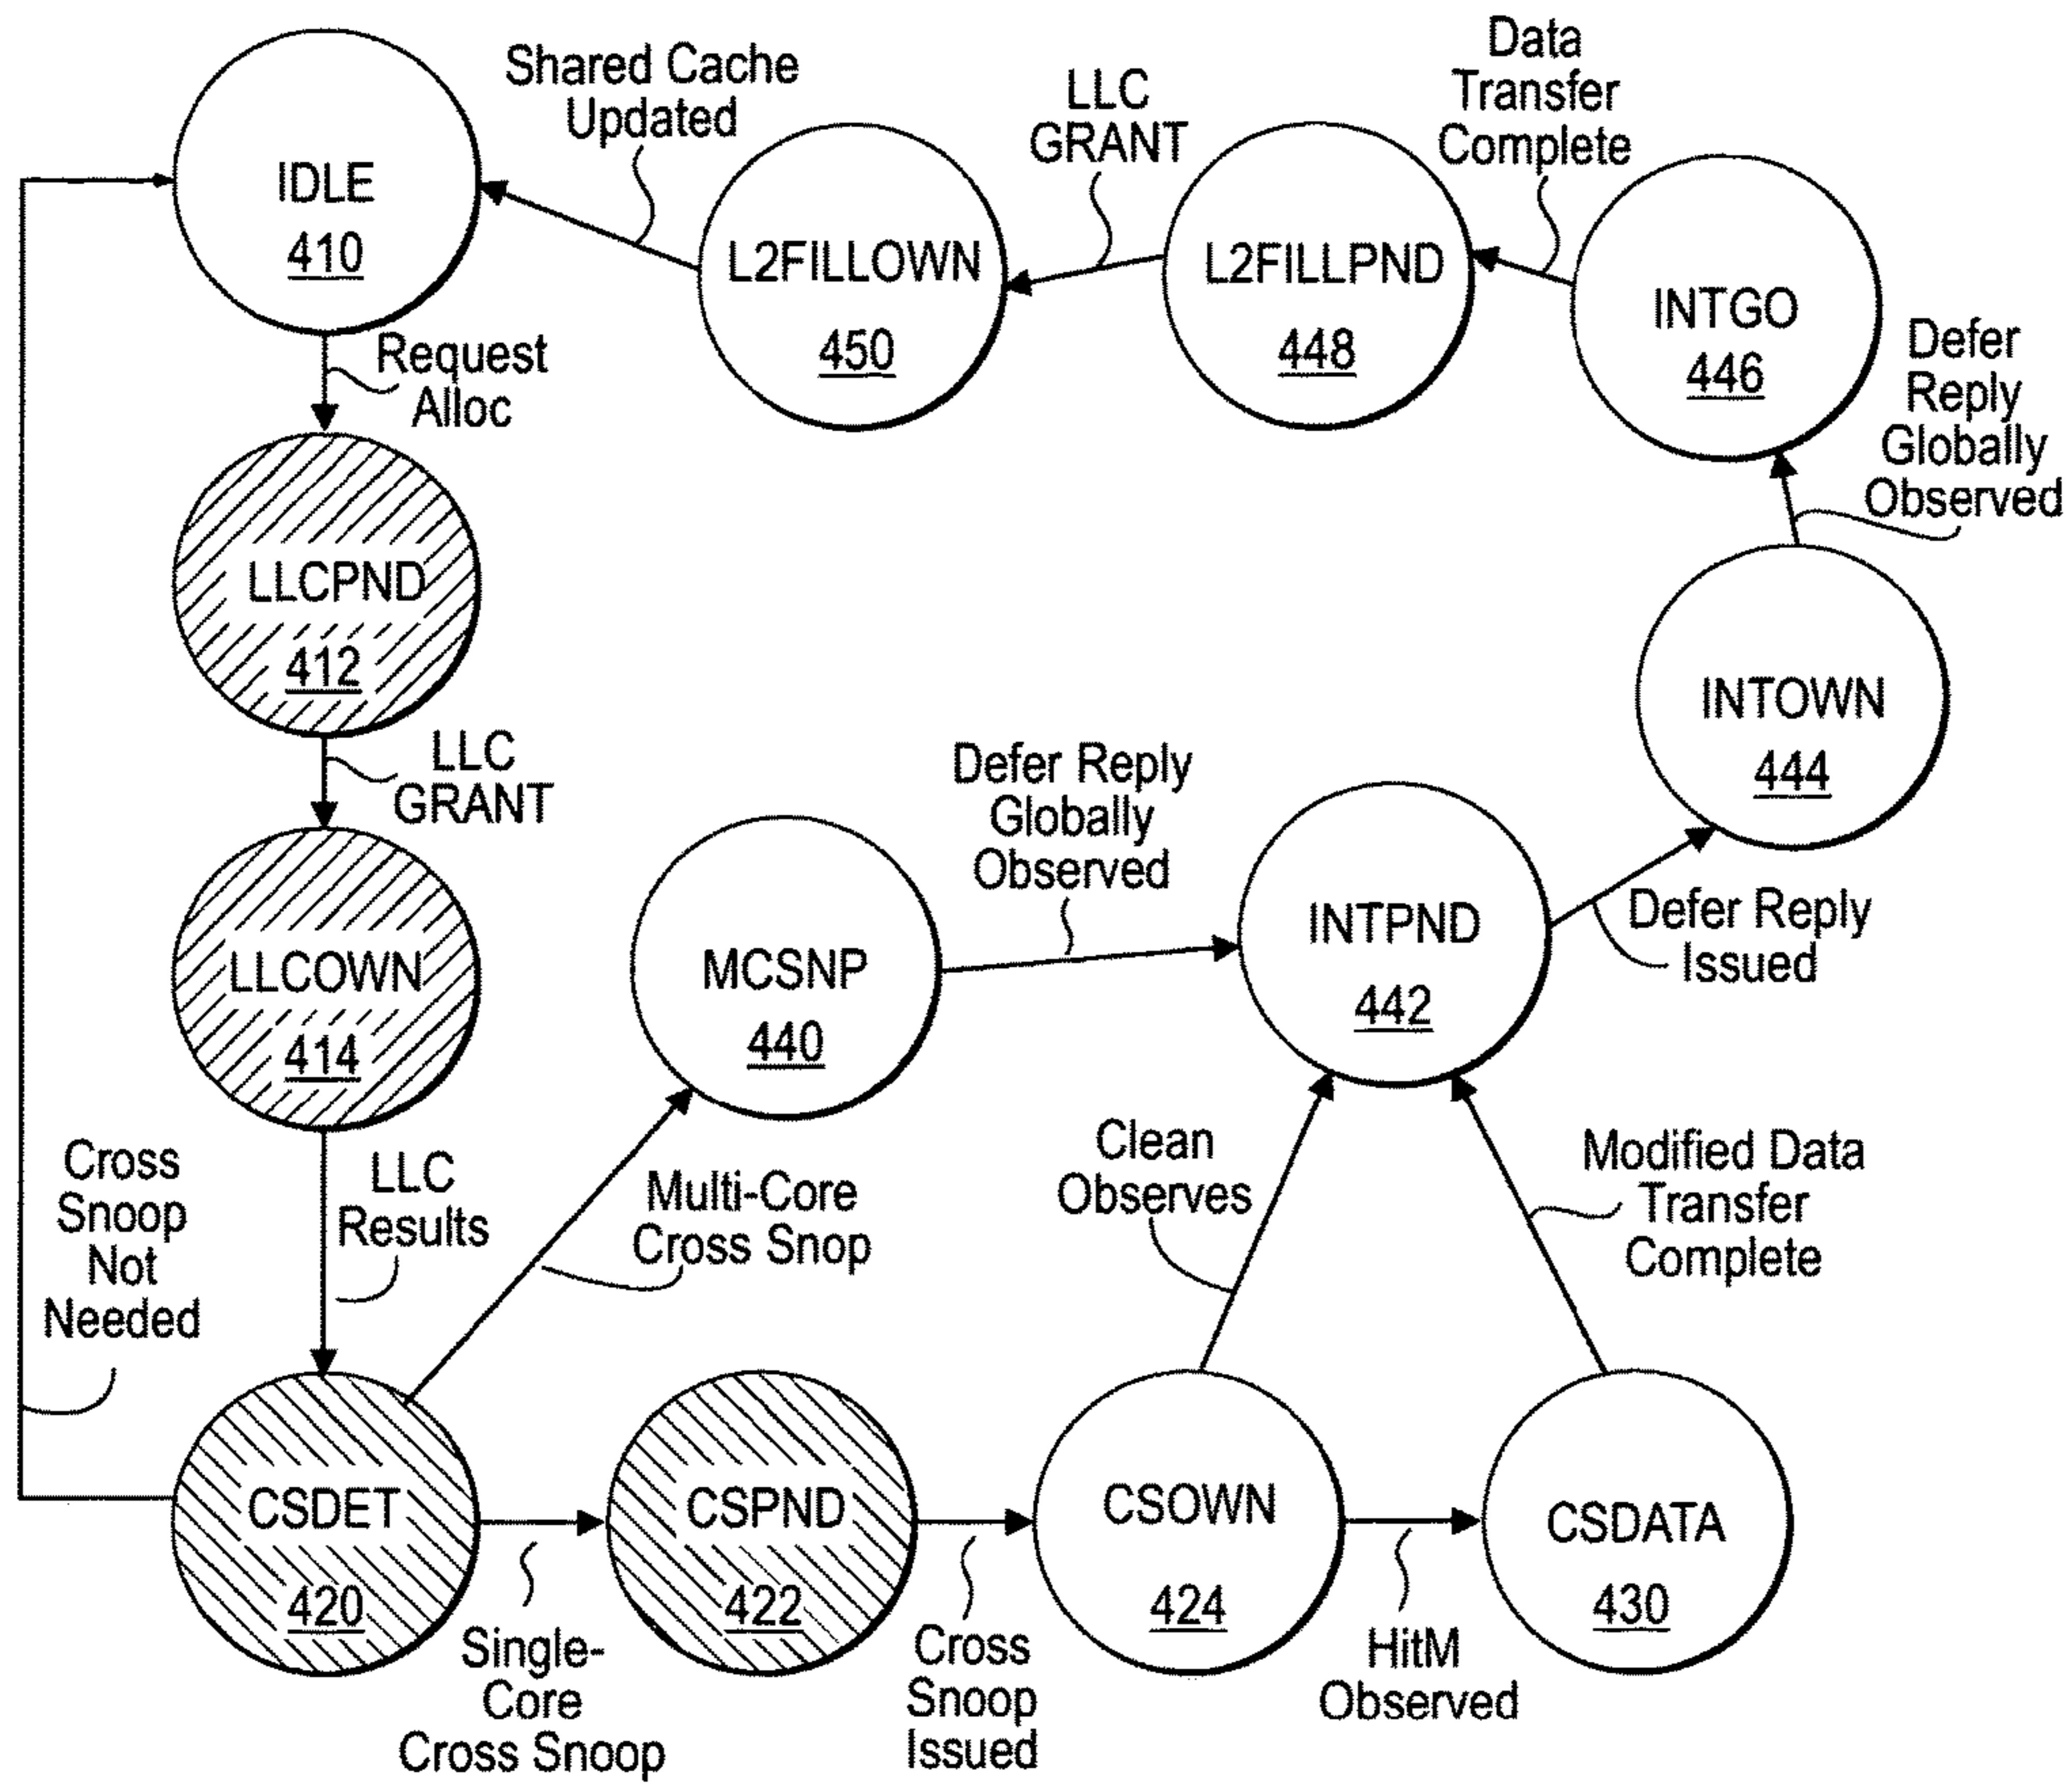 IDLE
410
Shared Cache
Updated
L2FILLOWN
450
LLC
GRANT
L2FILLPND
448
Data
Transfer
Complete
INTGO
446
Defer
Reply
Globally
Observed
Request
Alloc
LLCPND
412
LLC
GRANT
LLCOWN
414
MCSNP
440
Defer Reply
Globally
Observed
INTPND
442
INTOWN
444
Defer Reply
Issued
Cross
Snoop
Not
Needed
LLC
Results
Multi-Core
Cross Snop
Clean
Observes
Modified Data
Transfer
Complete
CSDET
420
Single-
Core
Cross Snoop
CSPND
422
Cross
Snoop
Issued
CSOWN
424
HitM
Observed
CSDATA
430